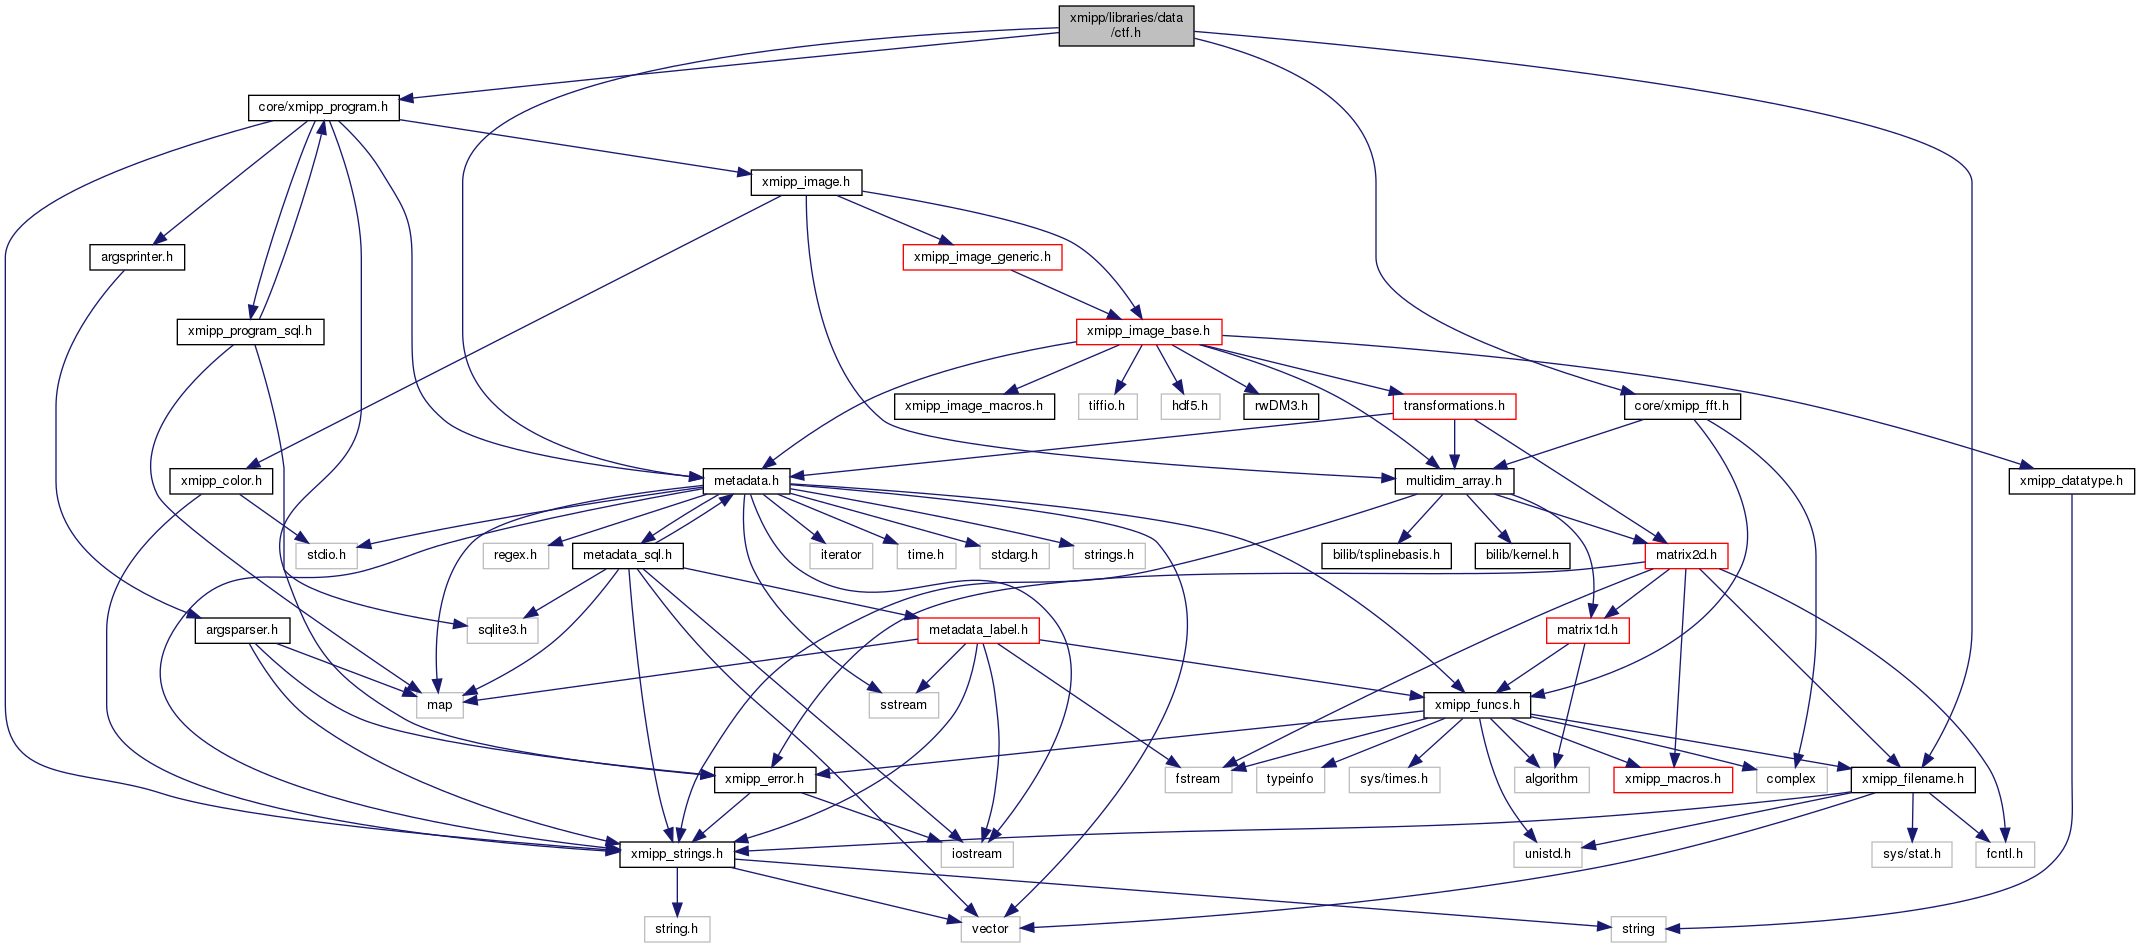 xmipp/libraries/data
/ctf.h
core/xmipp_program.h
xmipp_image.h
argsprinter.h
xmipp_image_generic.h
xmipp_program_sql.h
xmipp_image_base.h
xmipp_image_macros.h
tiffio.h
hdf5.h
rwDM3.h
transformations.h
core/xmipp_fft.h
xmipp_color.h
metadata.h
multidim_array.h
xmipp_datatype.h
stdio.h
regex.h
metadata_sql.h
iterator
time.h
stdarg.h
strings.h
bilib/tsplinebasis.h
bilib/kernel.h
matrix2d.h
argsparser.h
sqlite3.h
metadata_label.h
matrix1d.h
map
sstream
xmipp_funcs.h
xmipp_error.h
fstream
typeinfo
sys/times.h
algorithm
xmipp_macros.h
complex
xmipp_filename.h
xmipp_strings.h
iostream
unistd.h
sys/stat.h
fcntl.h
string.h
vector
string